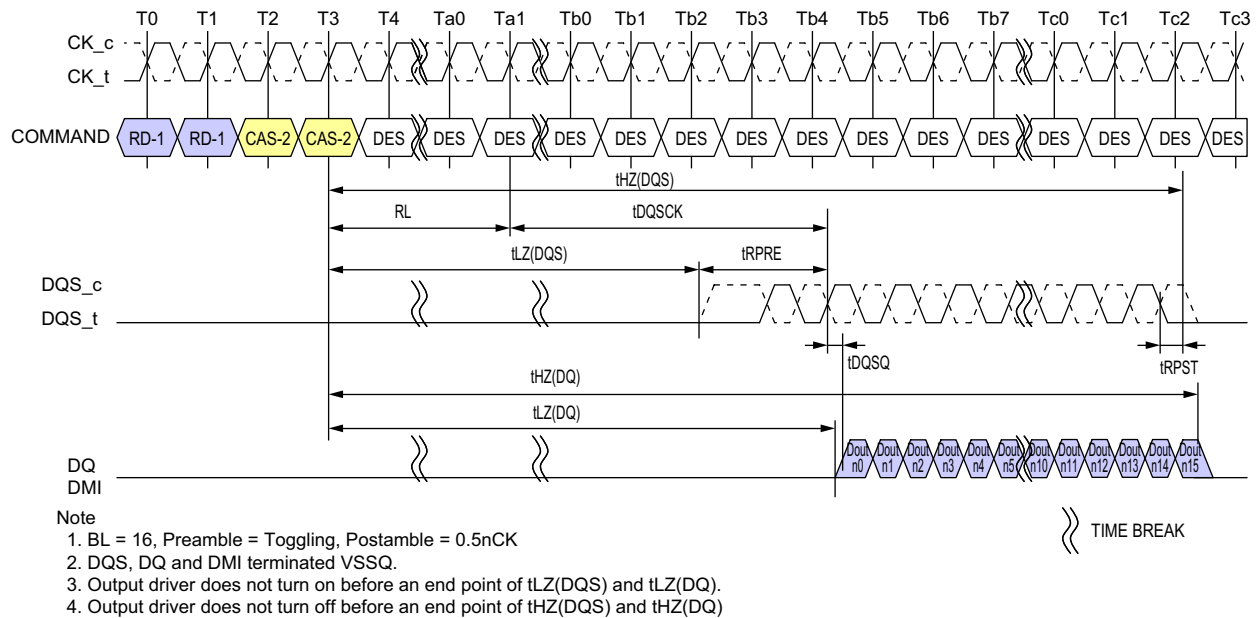 T0 T1 T2 T3 T4 Ta0 Ta1 Tb0 Tb1 Tb2 Tb3 Tb4 Tb5 Tb6 Tb7 Tc0 Tc1 Tc2 Tc3
CK_c
CK_t
COMMAND RD-1 RD-1 CAS-2 CAS-2 DES DES DES DES DES DES DES DES DES DES DES DES DES DES DES
tHZ(DQS)
RL tDQSCK
tLZ(DQS) tRPRE
DQS_c
DQS_t
tDQSQ tRPST
tHZ(DQ)
tLZ(DQ)
Dout Dout Dout Dout Dout Dout Dout Dout Dout Dout Dout Dout
n0 n1 n2 n3 n4 n5 n10 n11 n12 n13 n14 n15
DQ
DMI
Note
1. BL = 16, Preamble = Toggling, Postamble = 0.5nCK
2. DQS, DQ and DMI terminated VSSQ.
3. Output driver does not turn on before an end point of tLZ(DQS) and tLZ(DQ).
4. Output driver does not turn off before an end point of tHZ(DQS) and tHZ(DQ)
TIME BREAK